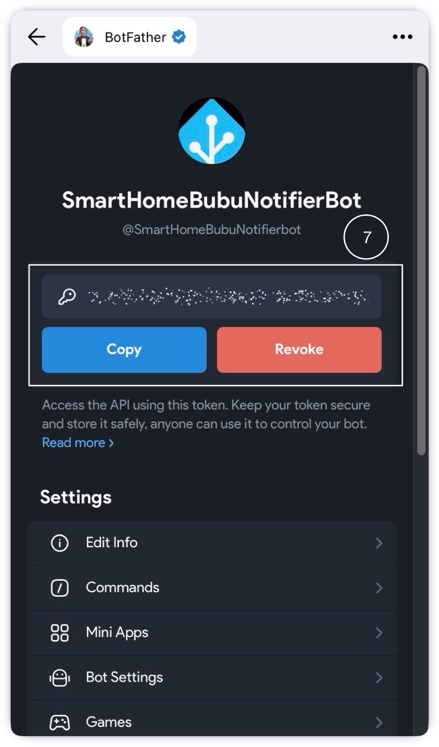 BotFather
SmartHomeBubuNotifierBot
@SmartHomeBubuNotifierbot
7
Copy
Revoke
Access the API using this token. Keep your token secure
and store it safely, anyone can use it to control your bot.
Read more >
Settings
Edit Info
Commands
Mini Apps
Bot Settings
Games